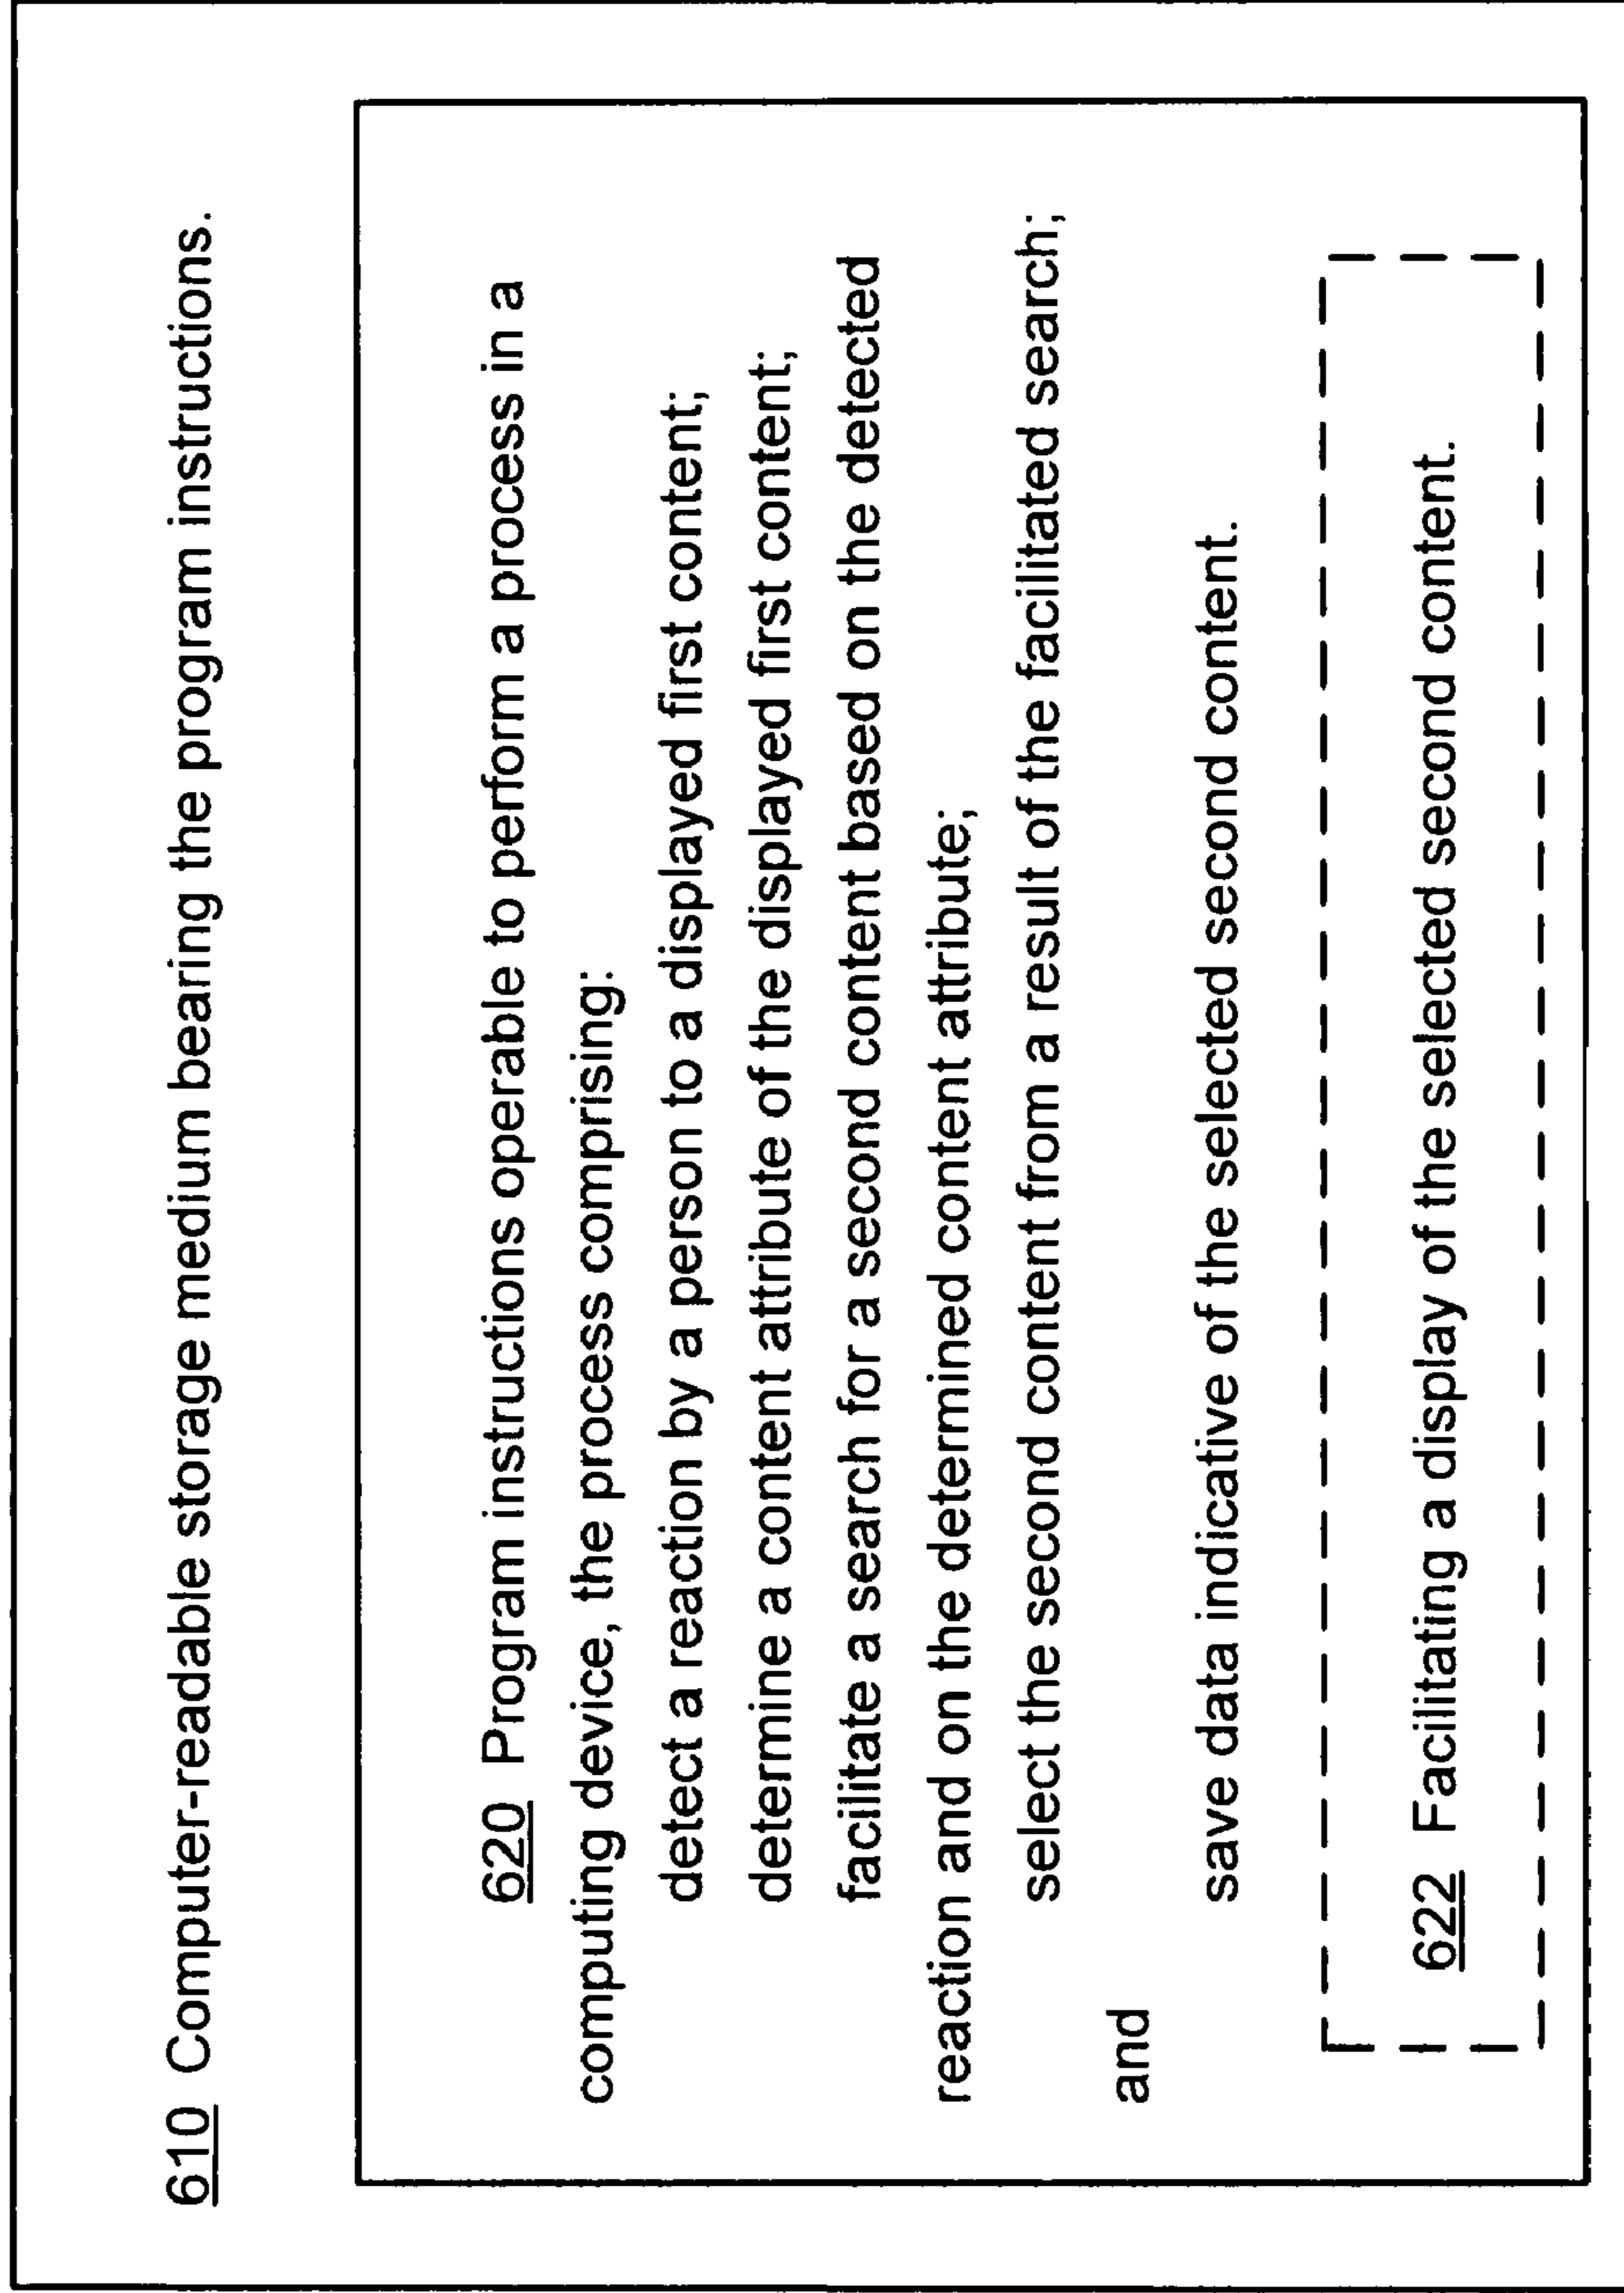 610 Computer-readable storage medium bearing the program instructions.
620 Program instructions operable to perform a process in a
computing device, the process comprising:
detect a reaction by a person to a displayed first content;
determine a content attribute of the displayed first content;
facilitate a search for a second content based on the detected
reaction and on the determined content attribute;
select the second content from a result of the facilitated search;
and
save data indicative of the selected second content.
622 Facilitating a display of the selected second content.